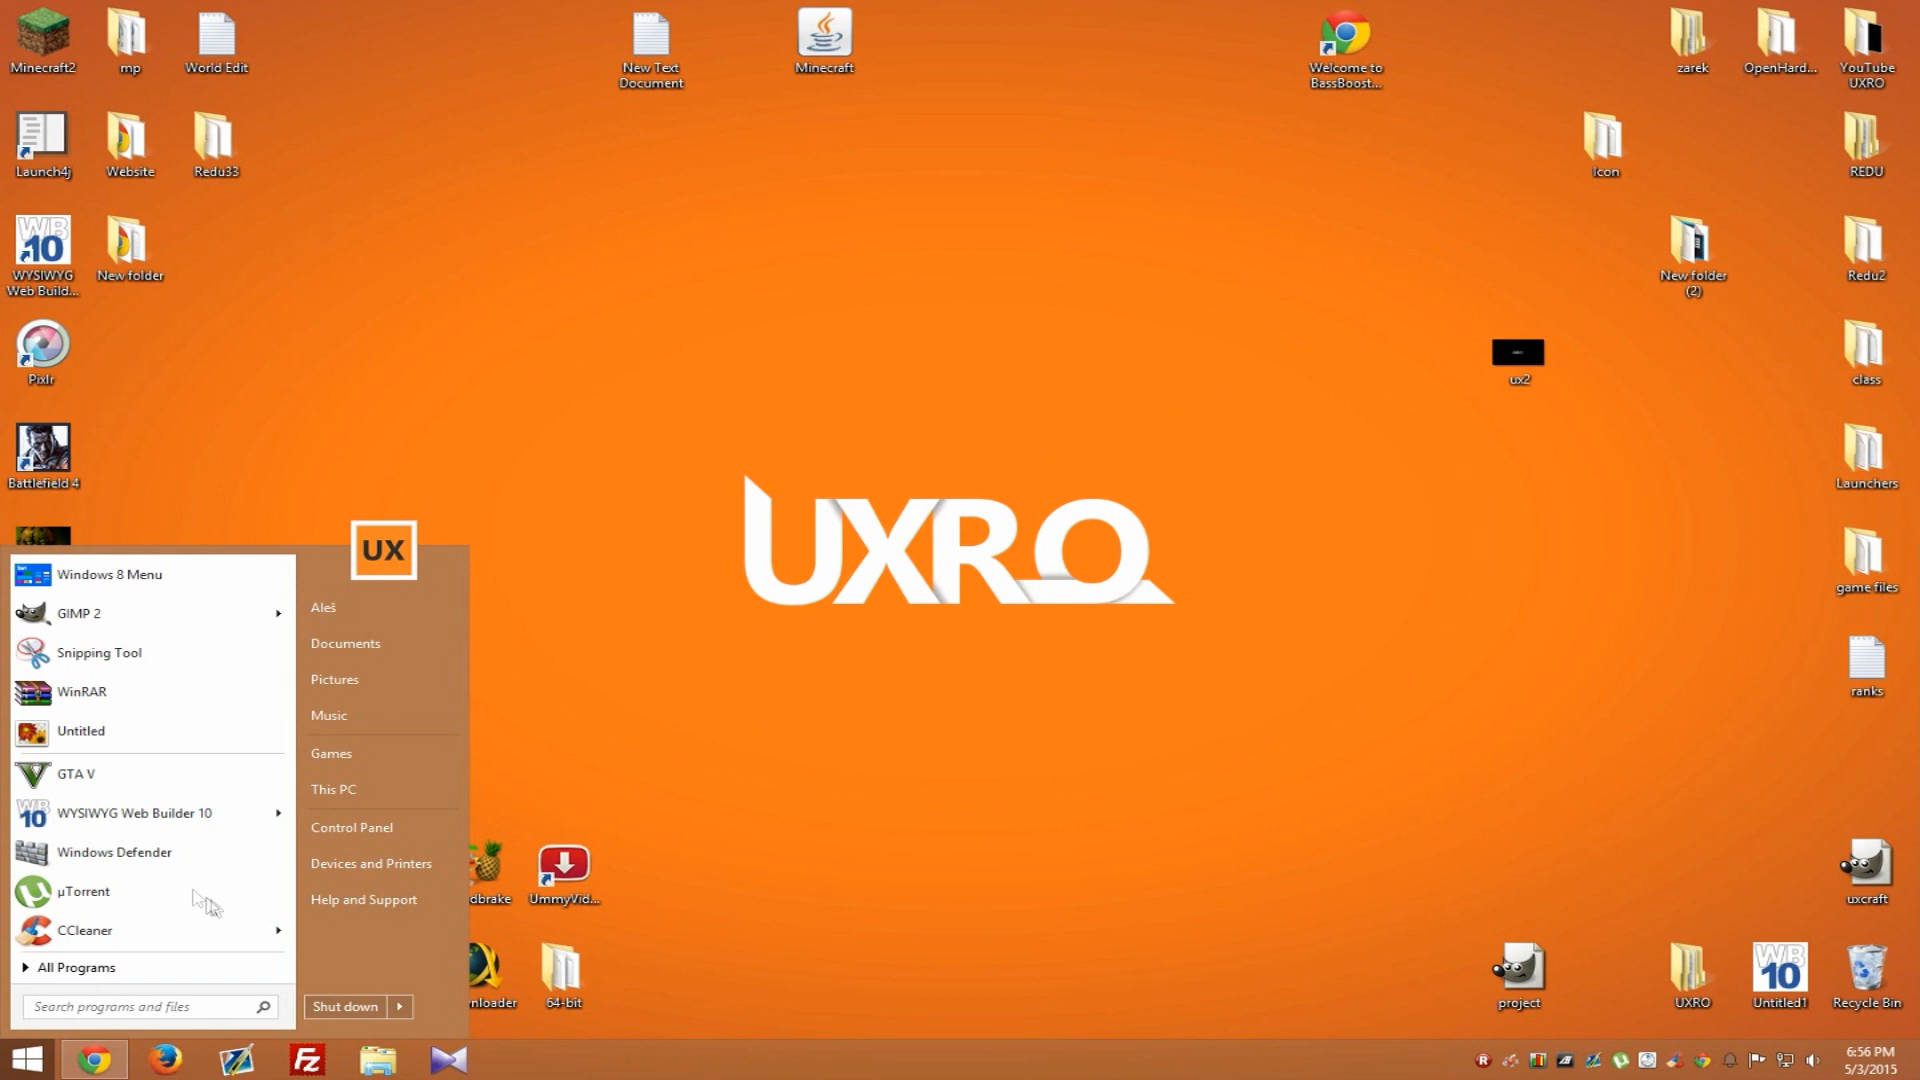 Minecraft2
mp
World Edit
New Text
Document
Minecraft
Welcome to
BassBoost...
zarek
OpenHard...
YouTube
UXRO
Launch4j
Website
Redu33
Icon
REDU
WB
10
WYSIWYG
Web Build...
New folder
New folder
(2)
Redu2
Pixlr
ux2
class
Battlefield 4
Launchers
UXRO
game files
ranks
UX
Windows 8 Menu
GIMP 2
Snipping Tool
WinRAR
Untitled
GTA V
WYSIWYG Web Builder 10
Windows Defender
µTorrent
CCleaner
All Programs
Search programs and files
Aleš
Documents
Pictures
Music
Games
This PC
Control Panel
Devices and Printers
Help and Support
Shut down
dbrake
UmmyVid...
nloader
64-bit
uxcraft
project
UXRO
WB
10
Untitled1
Recycle Bin
Fz
6:56 PM
5/3/2015